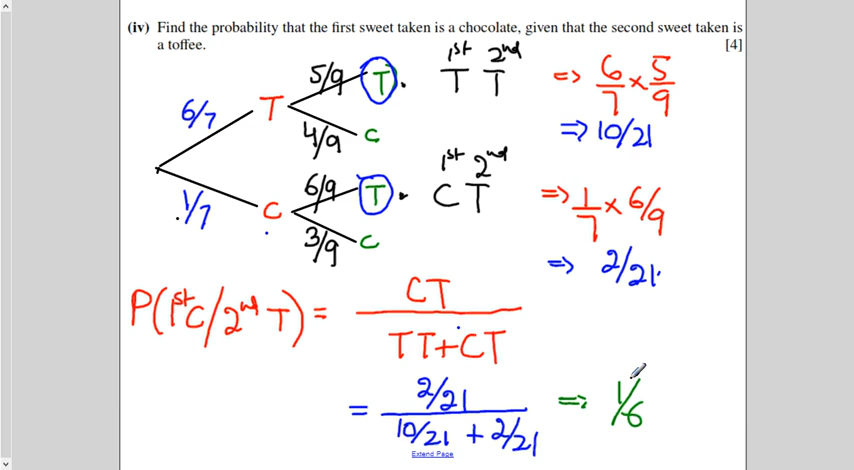 (iv) Find the probability that the first sweet taken is a chocolate, given that the second sweet taken is
a toffee. [4]
1st 2nd
5/9 T. T T => 6/7 × 5/9
6/7 T
4/9 C => 10/21
1st 2nd
6/9 T. C T => 1/7 × 6/9
1/7 C
3/9 C => 2/21
P(1st C/2nd T) = CT
TT+CT
= 2/21 => 1/6
10/21 + 2/21
Extend Page